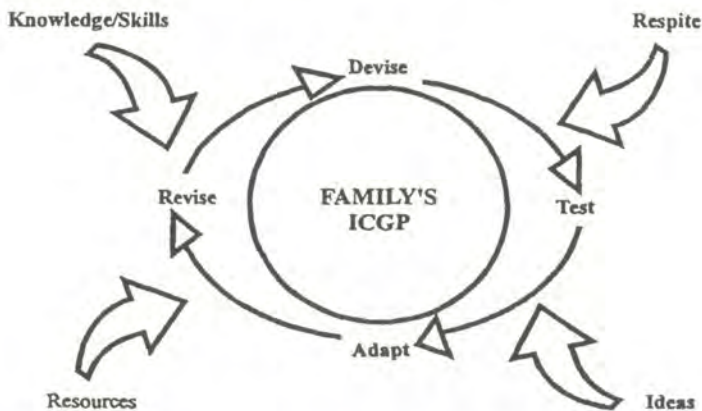 Knowledge/Skills
Respite
Devise
Revise
FAMILY'S
ICGP
Test
Adapt
Resources
Ideas